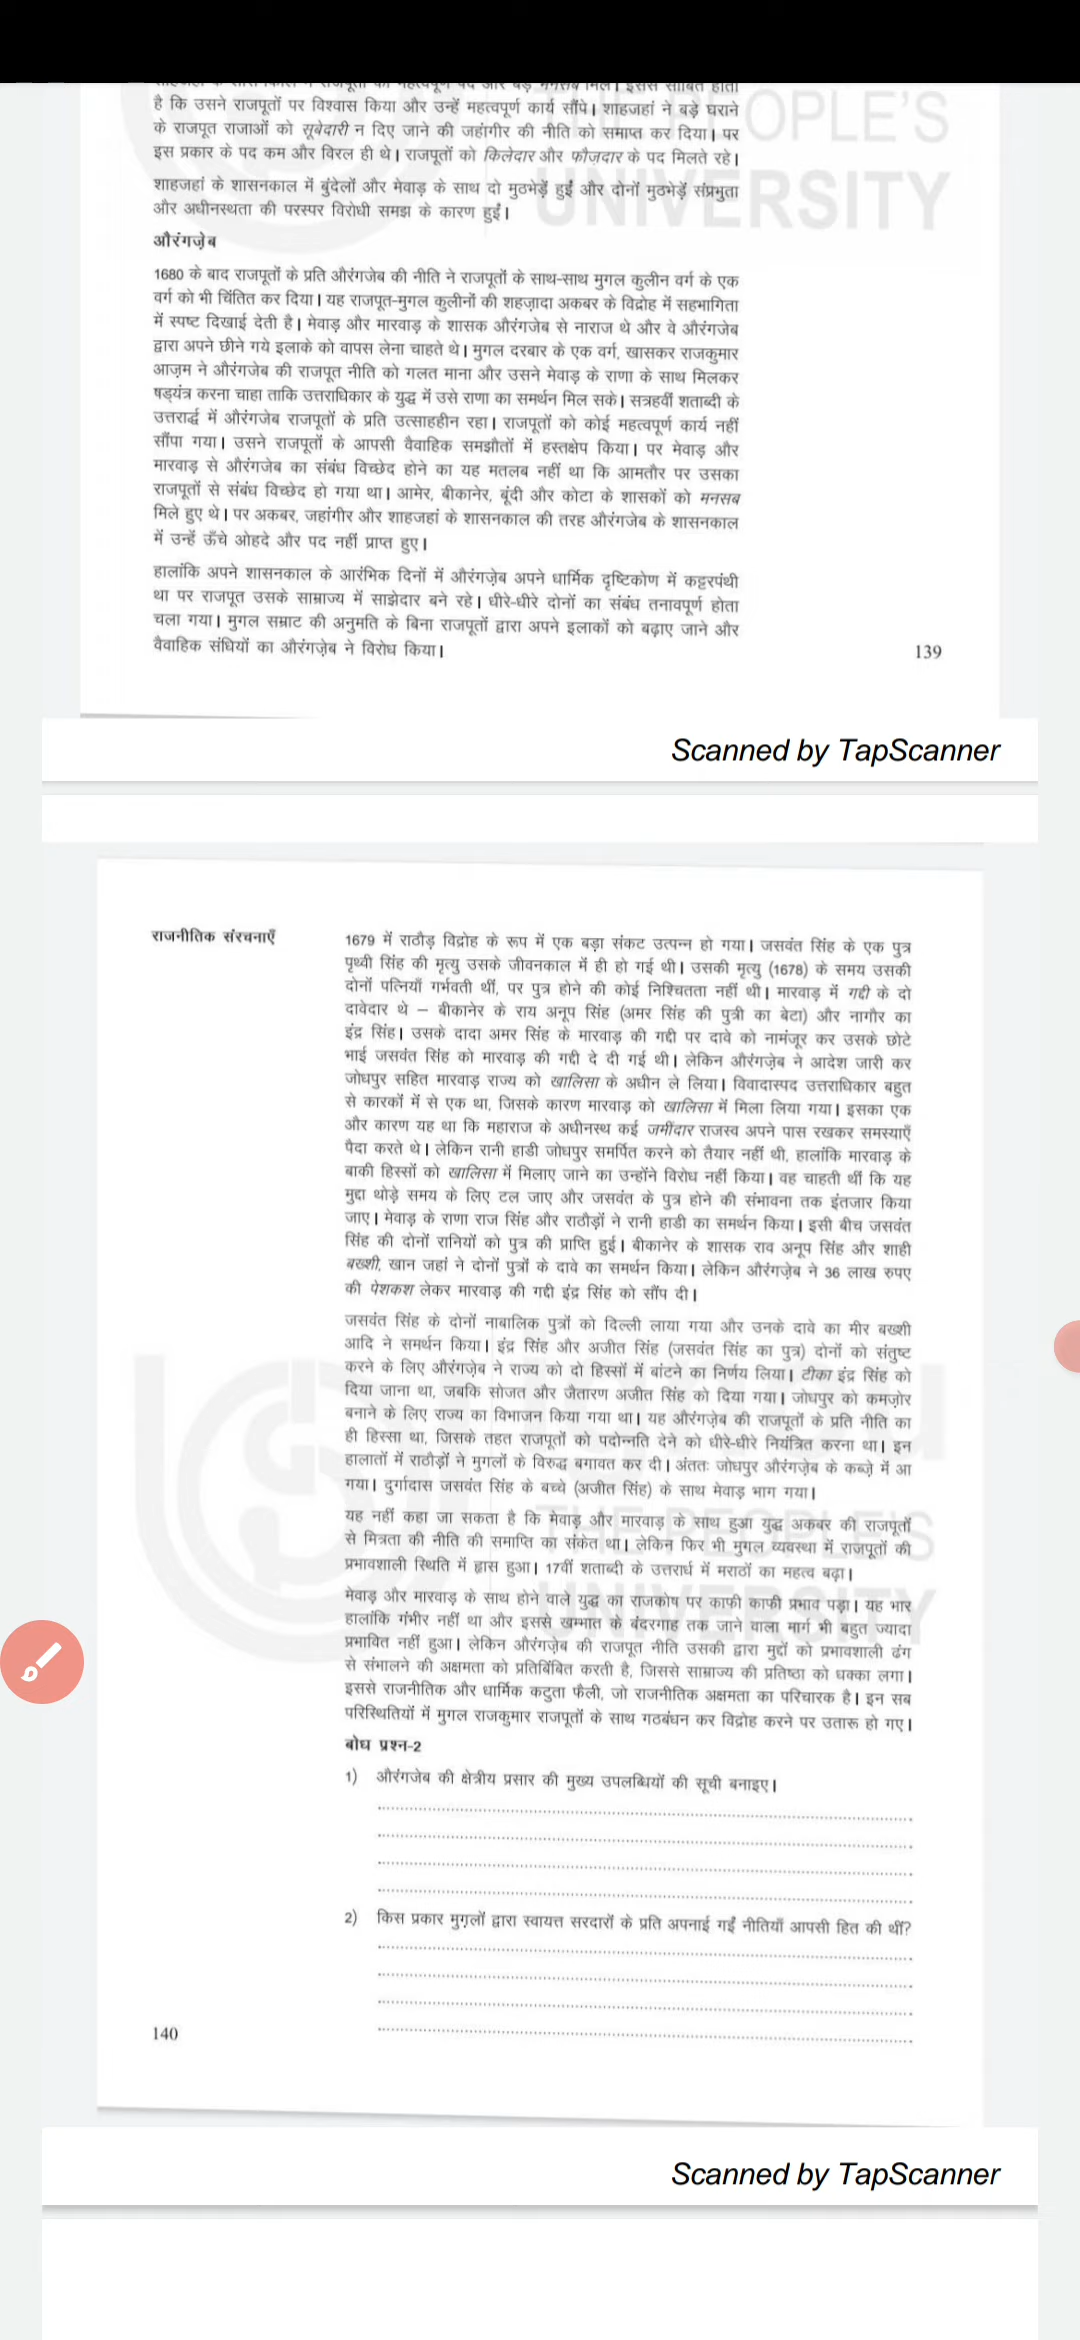 है कि उसने राजपूतों पर विश्वास किया और उन्हें महत्वपूर्ण कार्य सौंपे। शाहजहां ने बड़े घराने
के राजपूत राजाओं को सूबेदारी न दिए जाने की जहांगीर की नीति को समाप्त कर दिया। पर
इस प्रकार के पद कम और विरल ही थे। राजपूतों को किलेदार और फौज़दार के पद मिलते रहे।
शाहजहां के शासनकाल में बुंदेलों और मेवाड़ के साथ दो मुठभेड़ें हुईं और दोनों मुठभेड़ें संप्रभुता
और अधीनस्थता की परस्पर विरोधी समझ के कारण हुईं।
OPLE'S
UNIVERSITY
औरंगज़ेब
1680 के बाद राजपूतों के प्रति औरंगजेब की नीति ने राजपूतों के साथ-साथ मुगल कुलीन वर्ग के एक
वर्ग को भी चिंतित कर दिया। यह राजपूत-मुगल कुलीनों की शहज़ादा अकबर के विद्रोह में सहभागिता
में स्पष्ट दिखाई देती है। मेवाड़ और मारवाड़ के शासक औरंगजेब से नाराज थे और वे औरंगजेब
द्वारा अपने छीने गये इलाके को वापस लेना चाहते थे। मुगल दरबार के एक वर्ग, खासकर राजकुमार
आज़म ने औरंगजेब की राजपूत नीति को गलत माना और उसने मेवाड़ के राणा के साथ मिलकर
षड्यंत्र करना चाहा ताकि उत्तराधिकार के युद्ध में उसे राणा का समर्थन मिल सके। सत्रहवीं शताब्दी के
उत्तरार्द्ध में औरंगजेब राजपूतों के प्रति उत्साहहीन रहा। राजपूतों को कोई महत्वपूर्ण कार्य नहीं
सौंपा गया। उसने राजपूतों के आपसी वैवाहिक समझौतों में हस्तक्षेप किया। पर मेवाड़ और
मारवाड़ से औरंगजेब का संबंध विच्छेद होने का यह मतलब नहीं था कि आमतौर पर उसका
राजपूतों से संबंध विच्छेद हो गया था। आमेर, बीकानेर, बूंदी और कोटा के शासकों को मनसब
मिले हुए थे। पर अकबर, जहांगीर और शाहजहां के शासनकाल की तरह औरंगजेब के शासनकाल
में उन्हें ऊँचे ओहदे और पद नहीं प्राप्त हुए।
हालांकि अपने शासनकाल के आरंभिक दिनों में औरंगज़ेब अपने धार्मिक दृष्टिकोण में कट्टरपंथी
था पर राजपूत उसके साम्राज्य में साझेदार बने रहे। धीरे-धीरे दोनों का संबंध तनावपूर्ण होता
चला गया। मुगल सम्राट की अनुमति के बिना राजपूतों द्वारा अपने इलाकों को बढ़ाए जाने और
वैवाहिक संधियों का औरंगज़ेब ने विरोध किया।
139
Scanned by TapScanner
राजनीतिक संरचनाएँ
1679 में राठौड़ विद्रोह के रूप में एक बड़ा संकट उत्पन्न हो गया। जसवंत सिंह के एक पुत्र
पृथ्वी सिंह की मृत्यु उसके जीवनकाल में ही हो गई थी। उसकी मृत्यु (1678) के समय उसकी
दोनों पत्नियाँ गर्भवती थीं, पर पुत्र होने की कोई निश्चितता नहीं थी। मारवाड़ में गद्दी के दो
दावेदार थे – बीकानेर के राय अनूप सिंह (अमर सिंह की पुत्री का बेटा) और नागौर का
इंद्र सिंह। उसके दादा अमर सिंह के मारवाड़ की गद्दी पर दावे को नामंजूर कर उसके छोटे
भाई जसवंत सिंह को मारवाड़ की गद्दी दे दी गई थी। लेकिन औरंगज़ेब ने आदेश जारी कर
जोधपुर सहित मारवाड़ राज्य को खालिसा के अधीन ले लिया। विवादास्पद उत्तराधिकार बहुत
से कारकों में से एक था, जिसके कारण मारवाड़ को खालिसा में मिला लिया गया। इसका एक
और कारण यह था कि महाराज के अधीनस्थ कई जमींदार राजस्व अपने पास रखकर समस्याएँ
पैदा करते थे। लेकिन रानी हाडी जोधपुर समर्पित करने को तैयार नहीं थी, हालांकि मारवाड़ के
बाकी हिस्सों को खालिसा में मिलाए जाने का उन्होंने विरोध नहीं किया। वह चाहती थीं कि यह
मुद्दा थोड़े समय के लिए टल जाए और जसवंत के पुत्र होने की संभावना तक इंतजार किया
जाए। मेवाड़ के राणा राज सिंह और राठौड़ों ने रानी हाडी का समर्थन किया। इसी बीच जसवंत
सिंह की दोनों रानियों को पुत्र की प्राप्ति हुई। बीकानेर के शासक राव अनूप सिंह और शाही
बख्शी, खान जहां ने दोनों पुत्रों के दावे का समर्थन किया। लेकिन औरंगज़ेब ने 36 लाख रुपए
की पेशकश लेकर मारवाड़ की गद्दी इंद्र सिंह को सौंप दी।
जसवंत सिंह के दोनों नाबालिक पुत्रों को दिल्ली लाया गया और उनके दावे का मीर बख्शी
आदि ने समर्थन किया। इंद्र सिंह और अजीत सिंह (जसवंत सिंह का पुत्र) दोनों को संतुष्ट
करने के लिए औरंगज़ेब ने राज्य को दो हिस्सों में बांटने का निर्णय लिया। टीका इंद्र सिंह को
दिया जाना था, जबकि सोजत और जैतारण अजीत सिंह को दिया गया। जोधपुर को कमज़ोर
बनाने के लिए राज्य का विभाजन किया गया था। यह औरंगज़ेब की राजपूतों के प्रति नीति का
ही हिस्सा था, जिसके तहत राजपूतों को पदोन्नति देने को धीरे-धीरे नियंत्रित करना था। इन
हालातों में राठौड़ों ने मुगलों के विरुद्ध बगावत कर दी। अंततः जोधपुर औरंगज़ेब के कब्ज़े में आ
गया। दुर्गादास जसवंत सिंह के बच्चे (अजीत सिंह) के साथ मेवाड़ भाग गया।
यह नहीं कहा जा सकता है कि मेवाड़ और मारवाड़ के साथ हुआ युद्ध अकबर की राजपूतों
से मित्रता की नीति की समाप्ति का संकेत था। लेकिन फिर भी मुगल व्यवस्था में राजपूतों की
प्रभावशाली स्थिति में ह्रास हुआ। 17वीं शताब्दी के उत्तरार्ध में मराठों का महत्व बढ़ा।
THE PEOPLE'S
UNIVERSITY
मेवाड़ और मारवाड़ के साथ होने वाले युद्ध का राजकोष पर काफी काफी प्रभाव पड़ा। यह भार
हालांकि गंभीर नहीं था और इससे खम्भात के बंदरगाह तक जाने वाला मार्ग भी बहुत ज्यादा
प्रभावित नहीं हुआ। लेकिन औरंगज़ेब की राजपूत नीति उसकी द्वारा मुद्दों को प्रभावशाली ढंग
से संभालने की अक्षमता को प्रतिबिंबित करती है, जिससे साम्राज्य की प्रतिष्ठा को धक्का लगा।
इससे राजनीतिक और धार्मिक कटुता फैली, जो राजनीतिक अक्षमता का परिचारक है। इन सब
परिस्थितियों में मुगल राजकुमार राजपूतों के साथ गठबंधन कर विद्रोह करने पर उतारू हो गए।
बोध प्रश्न-2
1) औरंगजेब की क्षेत्रीय प्रसार की मुख्य उपलब्धियों की सूची बनाइए।
2) किस प्रकार मुग़लों द्वारा स्वायत्त सरदारों के प्रति अपनाई गईं नीतियाँ आपसी हित की थीं?
140
Scanned by TapScanner